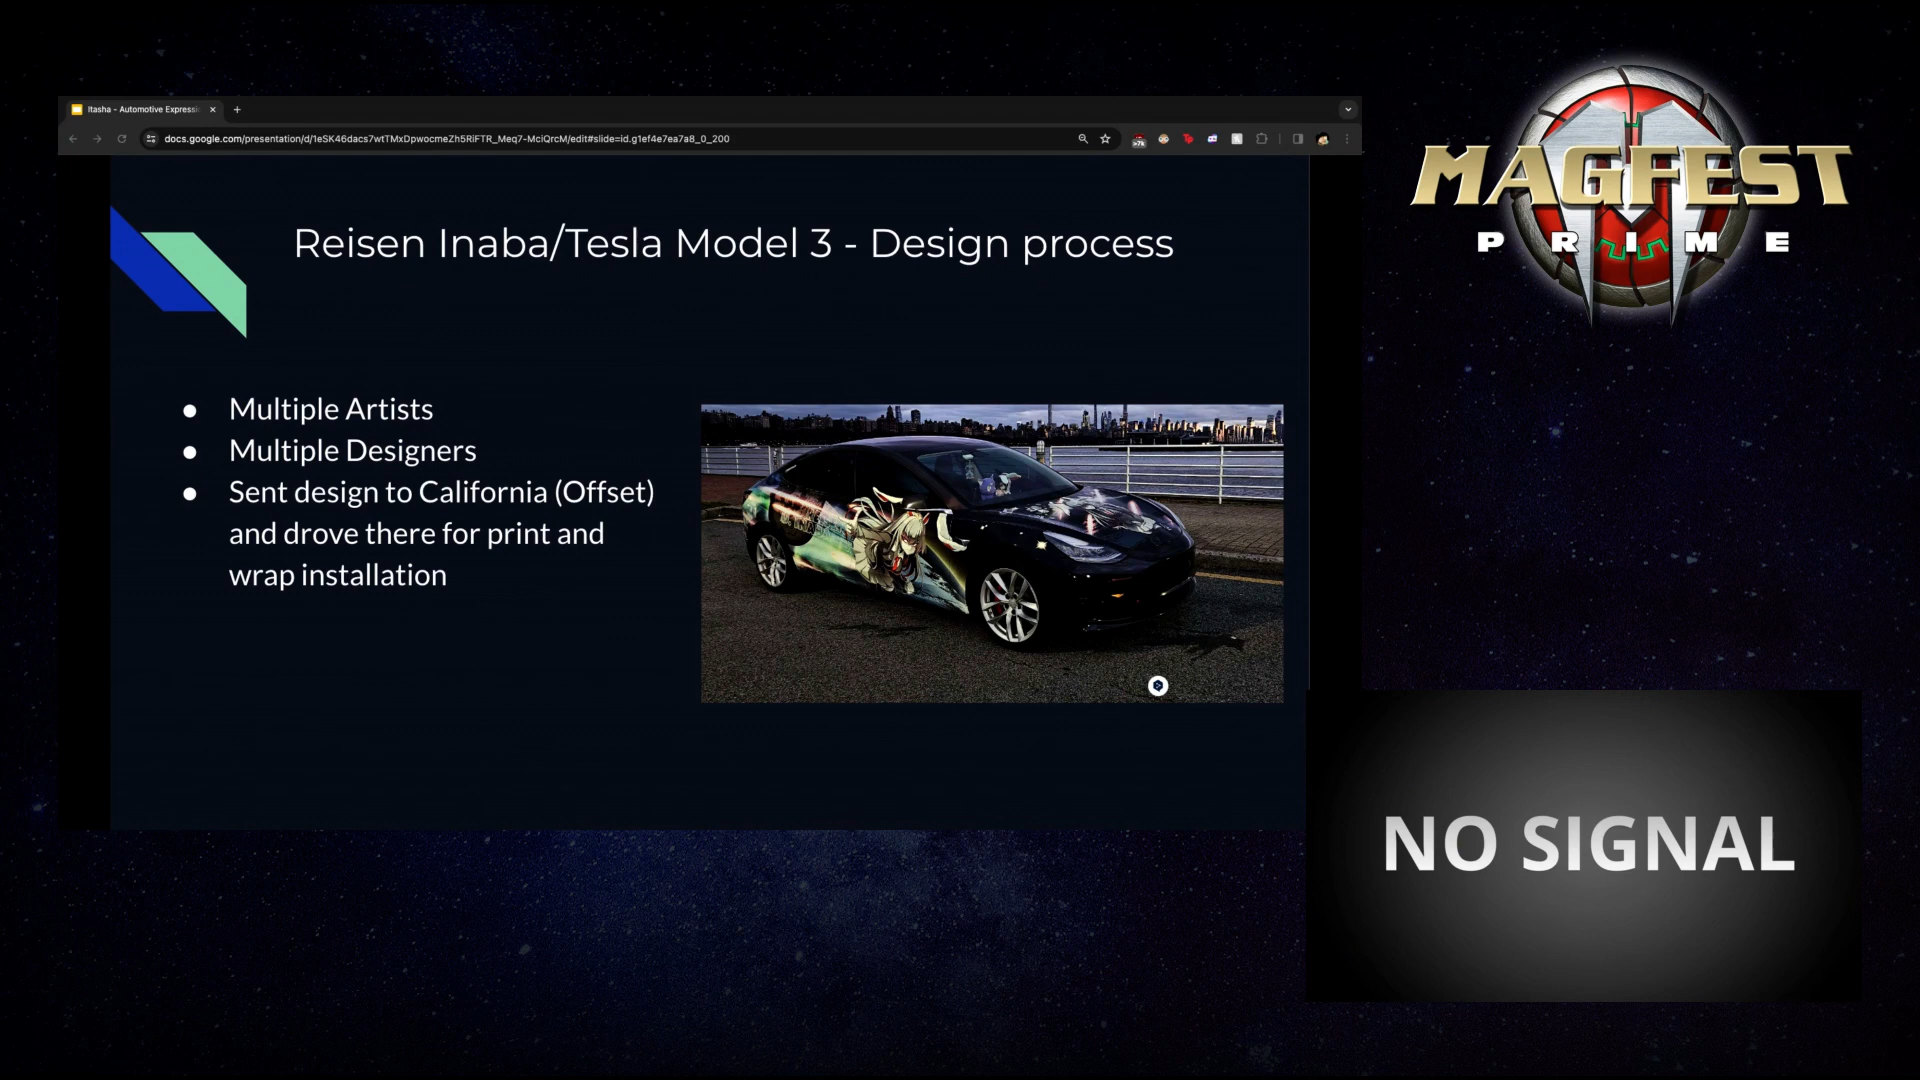 Itasha - Automotive Expressi
docs.google.com/presentation/d/1eSK46dacs7wtTMxDpwocmeZh5RiFTR_Meq7-MciQrcM/edit#slide=id.g1ef4e7ea7a8_0_200
>7k
MAGFEST
PRIME
Reisen Inaba/Tesla Model 3 - Design process
● Multiple Artists
● Multiple Designers
● Sent design to California (Offset)
and drove there for print and
wrap installation
NO SIGNAL